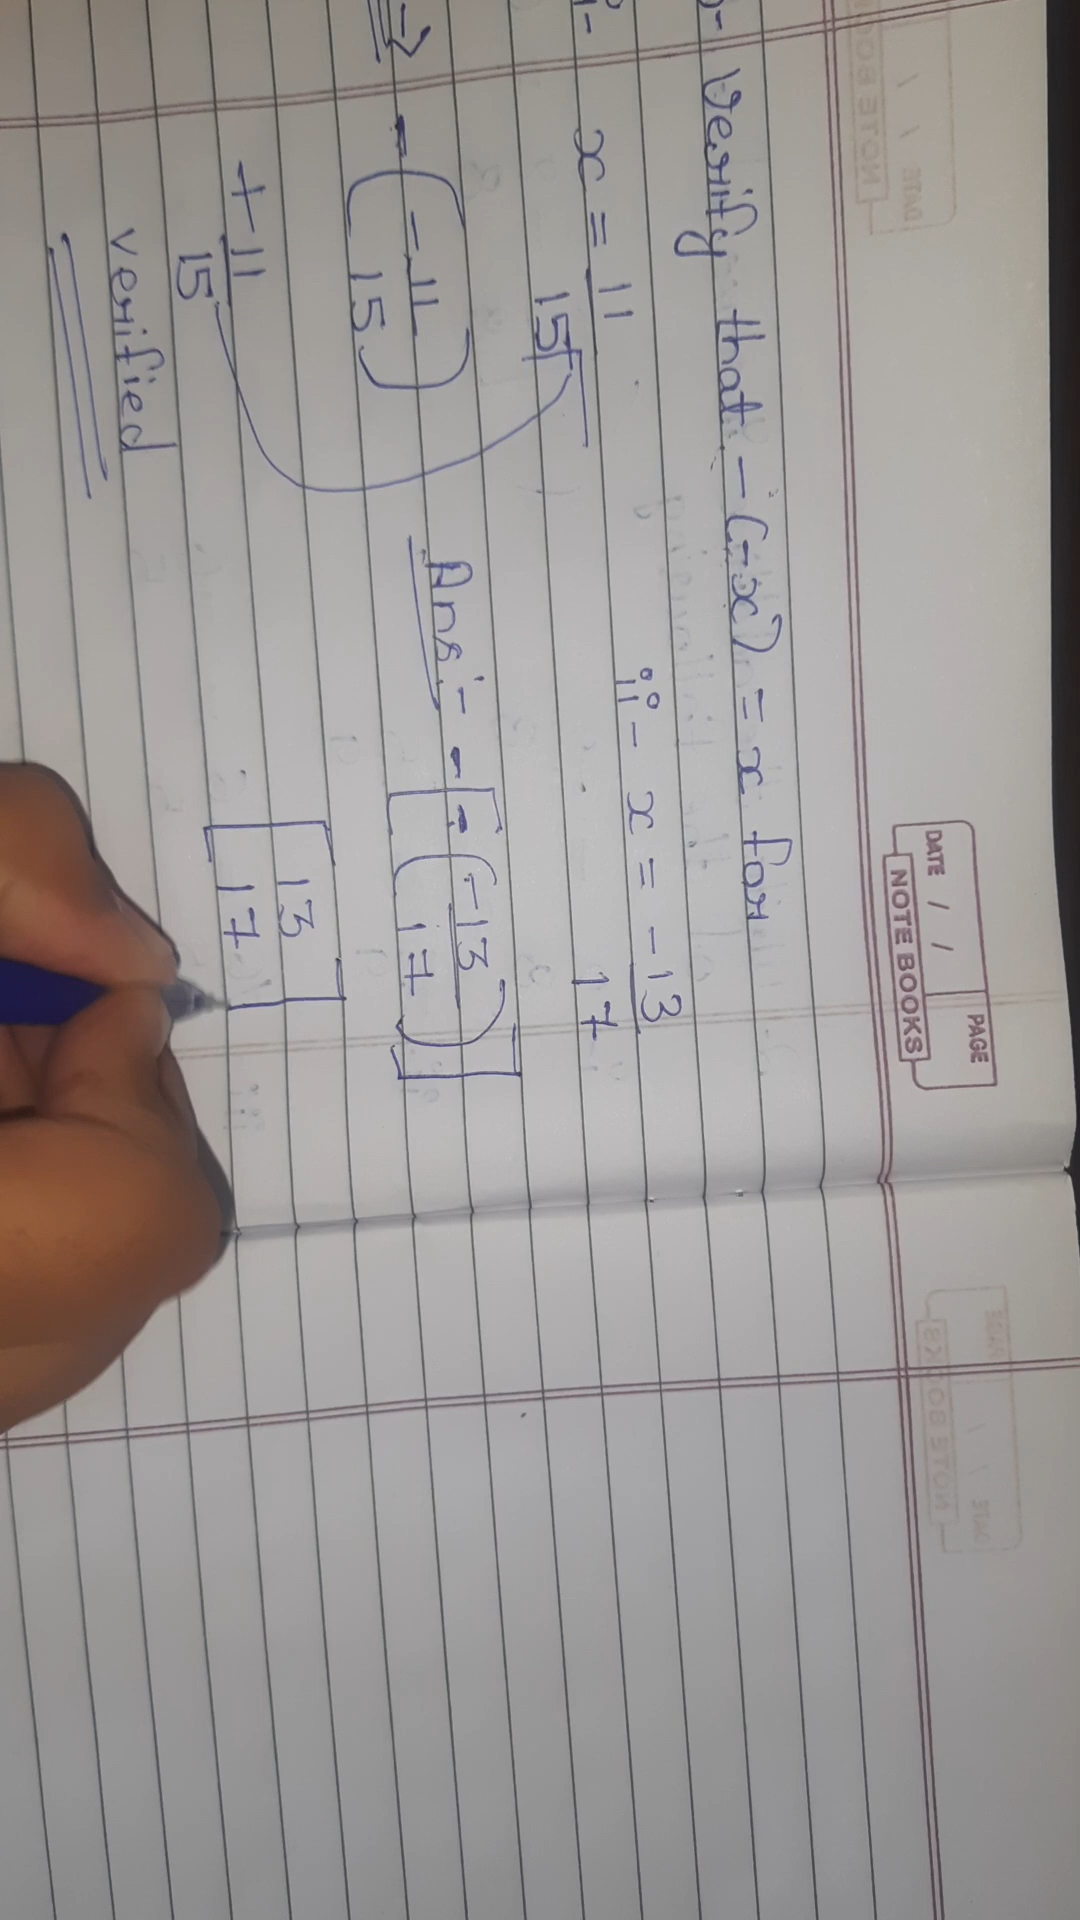 DATE / / PAGE
NOTE BOOKS
verify that -(-x) = x for
x = 11/15
ii- x = -13/17
→ -(-11/15)
Ans:- -[-(-13/17)]
+11/15
[13/17]
verified